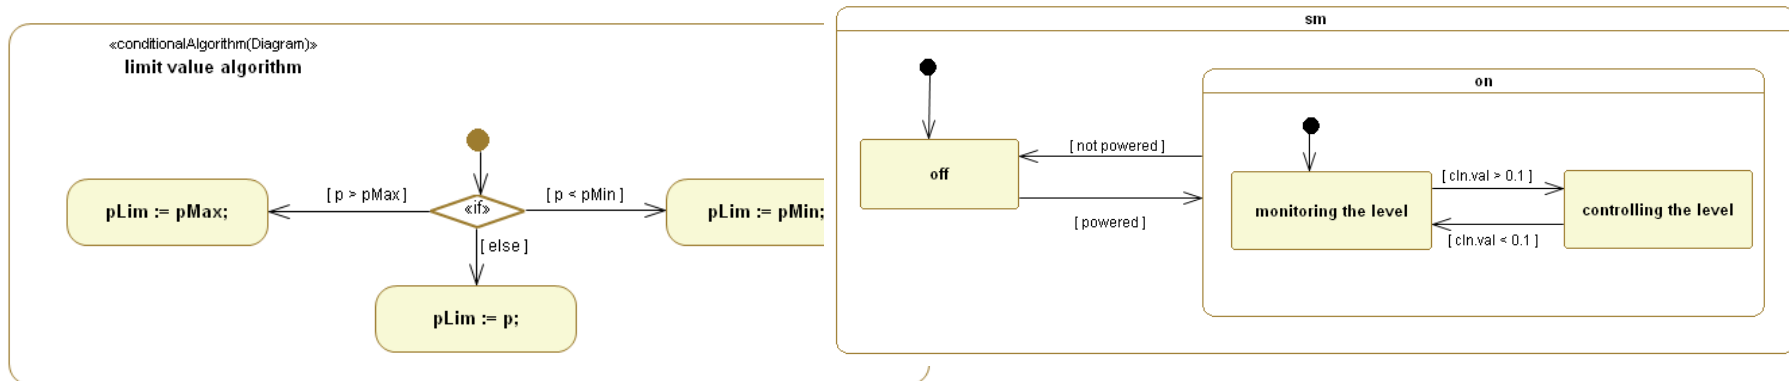 «conditionalAlgorithm(Diagram)»
limit value algorithm
[ p > pMax ]
«if»
[ p < pMin ]
pLim := pMax;
pLim := pMin;
[ else ]
pLim := p;
sm
on
off
[ not powered ]
[ powered ]
monitoring the level
[ cIn.val > 0.1 ]
[ cIn.val < 0.1 ]
controlling the level